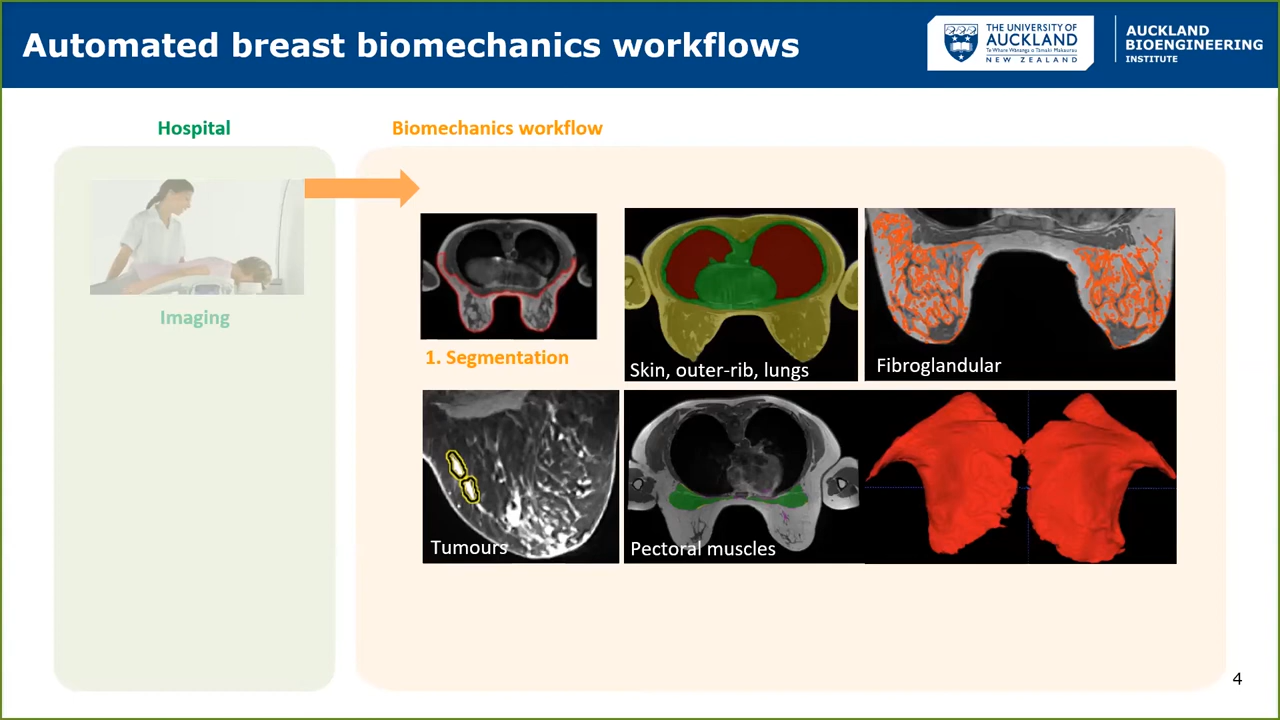 Automated breast biomechanics workflows
THE UNIVERSITY OF
AUCKLAND
Te Whare Wānanga o Tāmaki Makaurau
NEW ZEALAND
AUCKLAND
BIOENGINEERING
INSTITUTE
Hospital
Biomechanics workflow
Imaging
1. Segmentation
Skin, outer-rib, lungs
Fibroglandular
Tumours
Pectoral muscles
4